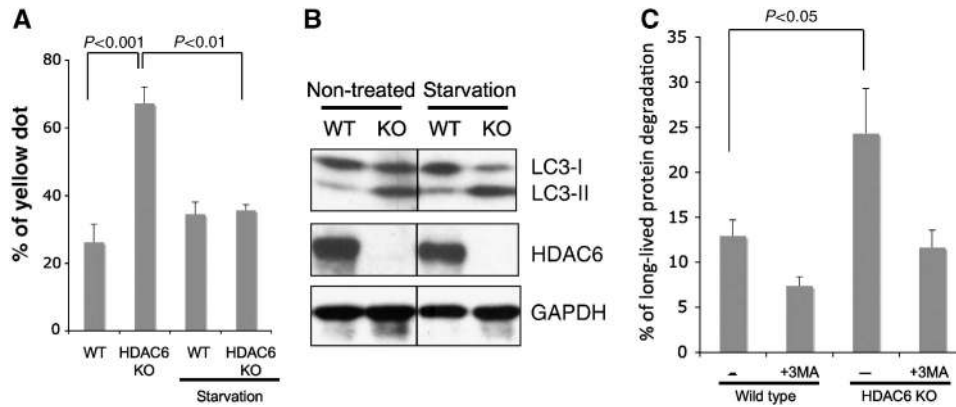 A
P<0.001
P<0.01
% of yellow dot
80
60
40
20
0
WT
HDAC6
KO
WT
HDAC6
KO
Starvation
B
Non-treated
Starvation
WT
KO
WT
KO
LC3-I
LC3-II
HDAC6
GAPDH
C
P<0.05
% of long-lived protein degradation
35
30
25
20
15
10
5
0
+3MA
–
+3MA
Wild type
HDAC6 KO